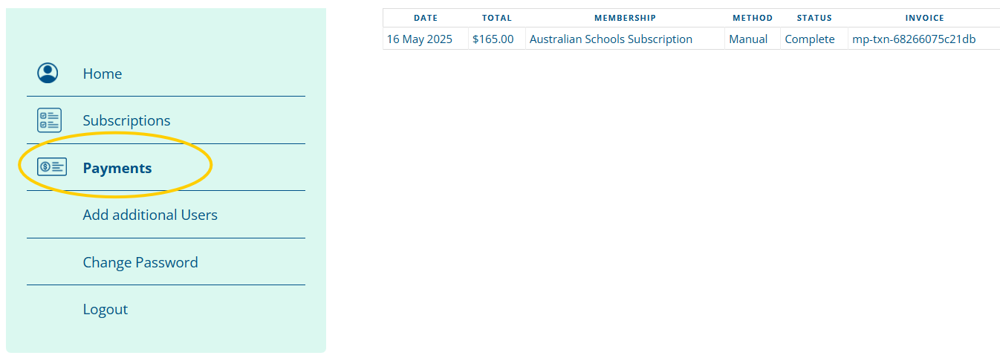 Home
Subscriptions
Payments
Add additional Users
Change Password
Logout
DATE TOTAL MEMBERSHIP METHOD STATUS INVOICE
16 May 2025 $165.00 Australian Schools Subscription Manual Complete mp-txn-68266075c21db